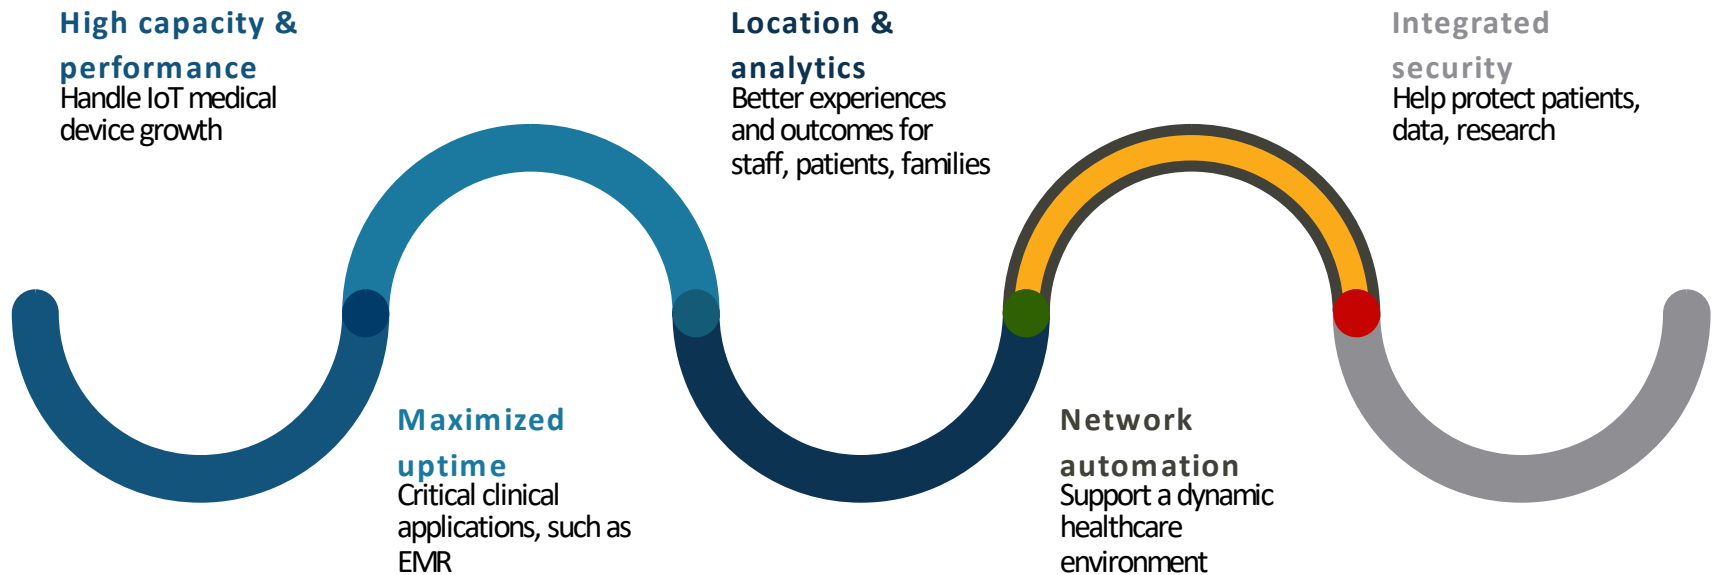 High capacity &
performance
Handle IoT medical
device growth
Maximized
uptime
Critical clinical
applications, such as
EMR
Location &
analytics
Better experiences
and outcomes for
staff, patients, families
Network
automation
Support a dynamic
healthcare
environment
Integrated
security
Help protect patients,
data, research